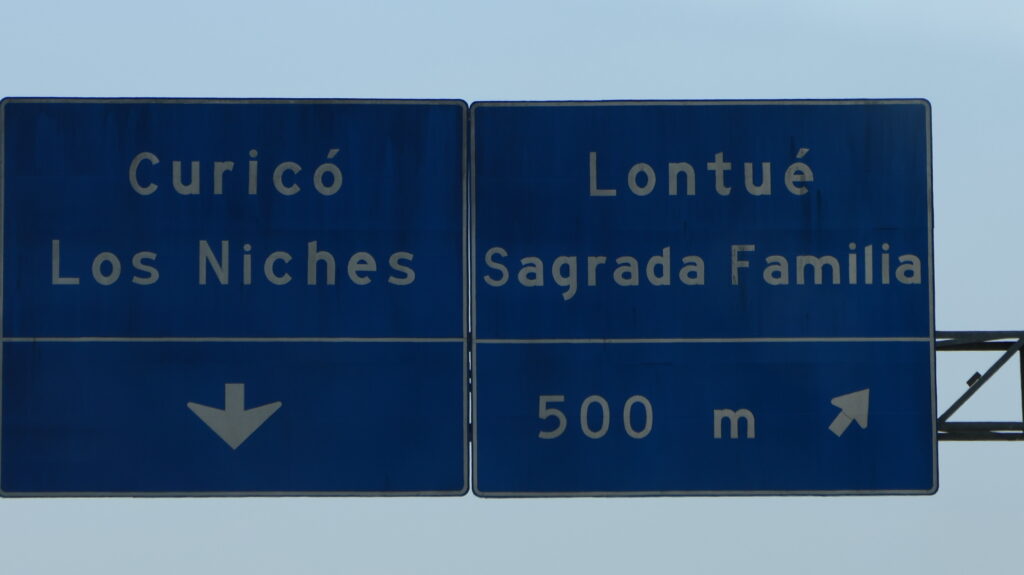 Curicó
Los Niches
Lontué
Sagrada Familia
500 m